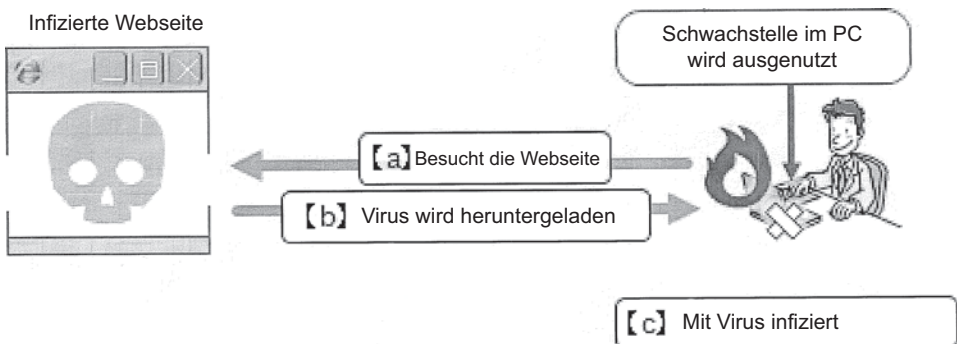 Infizierte Webseite
Schwachstelle im PC
wird ausgenutzt
【a】Besucht die Webseite
【b】 Virus wird heruntergeladen
【c】 Mit Virus infiziert